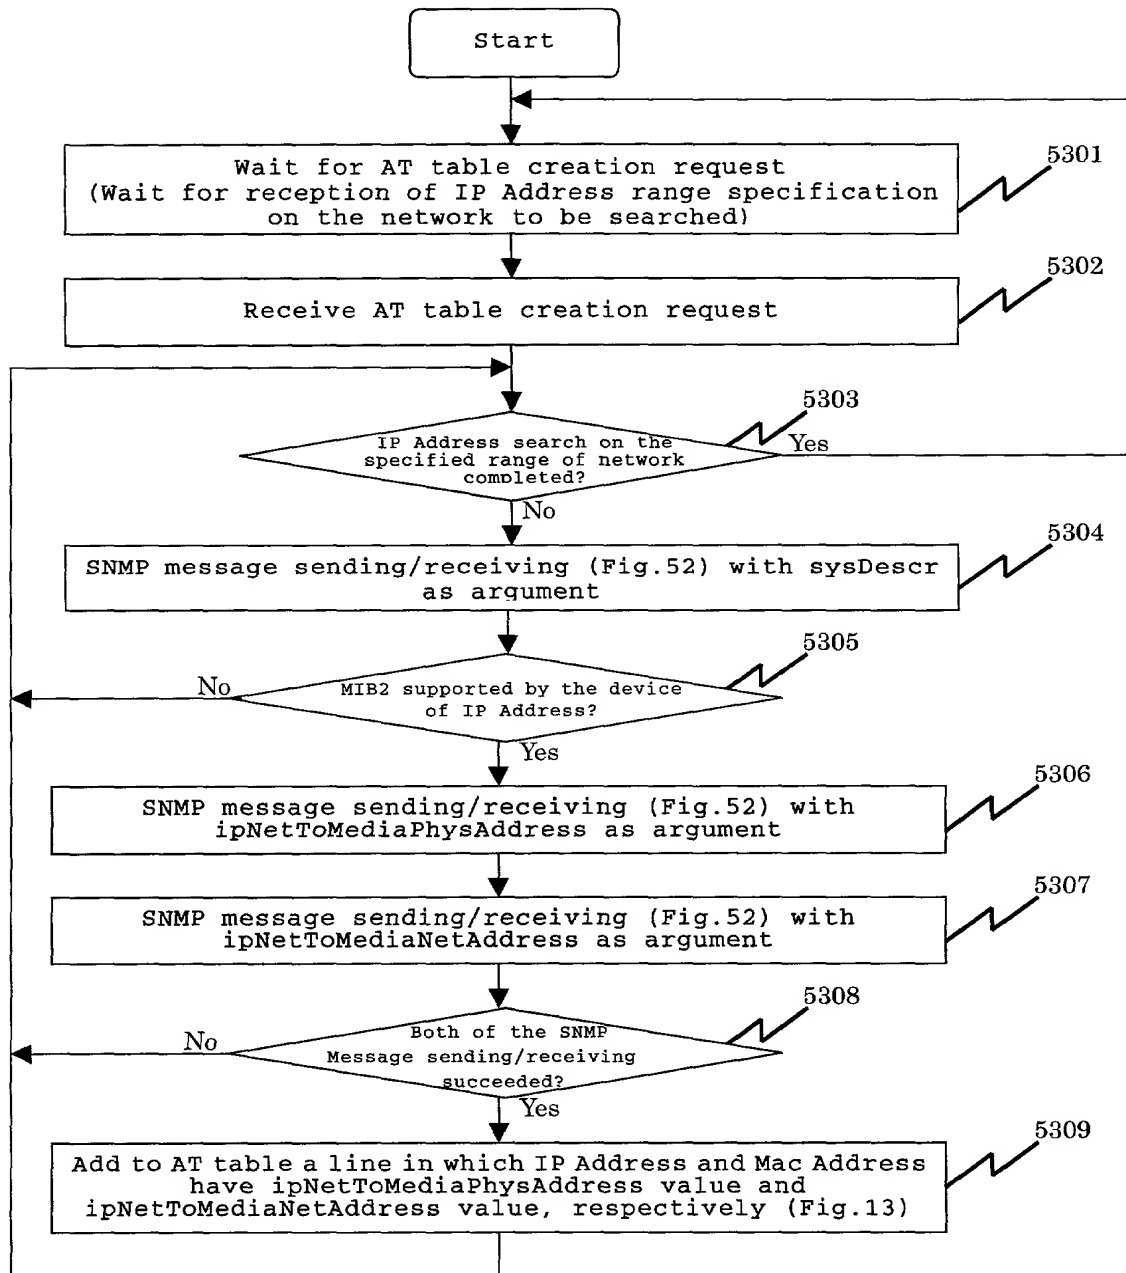 Start
Wait for AT table creation request
(Wait for reception of IP Address range specification
on the network to be searched)
5301
Receive AT table creation request
5302
IP Address search on the
specified range of network
completed?
5303
Yes
No
SNMP message sending/receiving (Fig.52) with sysDescr
as argument
5304
MIB2 supported by the device
of IP Address?
5305
No
Yes
SNMP message sending/receiving (Fig.52) with
ipNetToMediaPhysAddress as argument
5306
SNMP message sending/receiving (Fig.52) with
ipNetToMediaNetAddress as argument
5307
Both of the SNMP
Message sending/receiving
succeeded?
5308
No
Yes
Add to AT table a line in which IP Address and Mac Address
have ipNetToMediaPhysAddress value and
ipNetToMediaNetAddress value, respectively (Fig.13)
5309